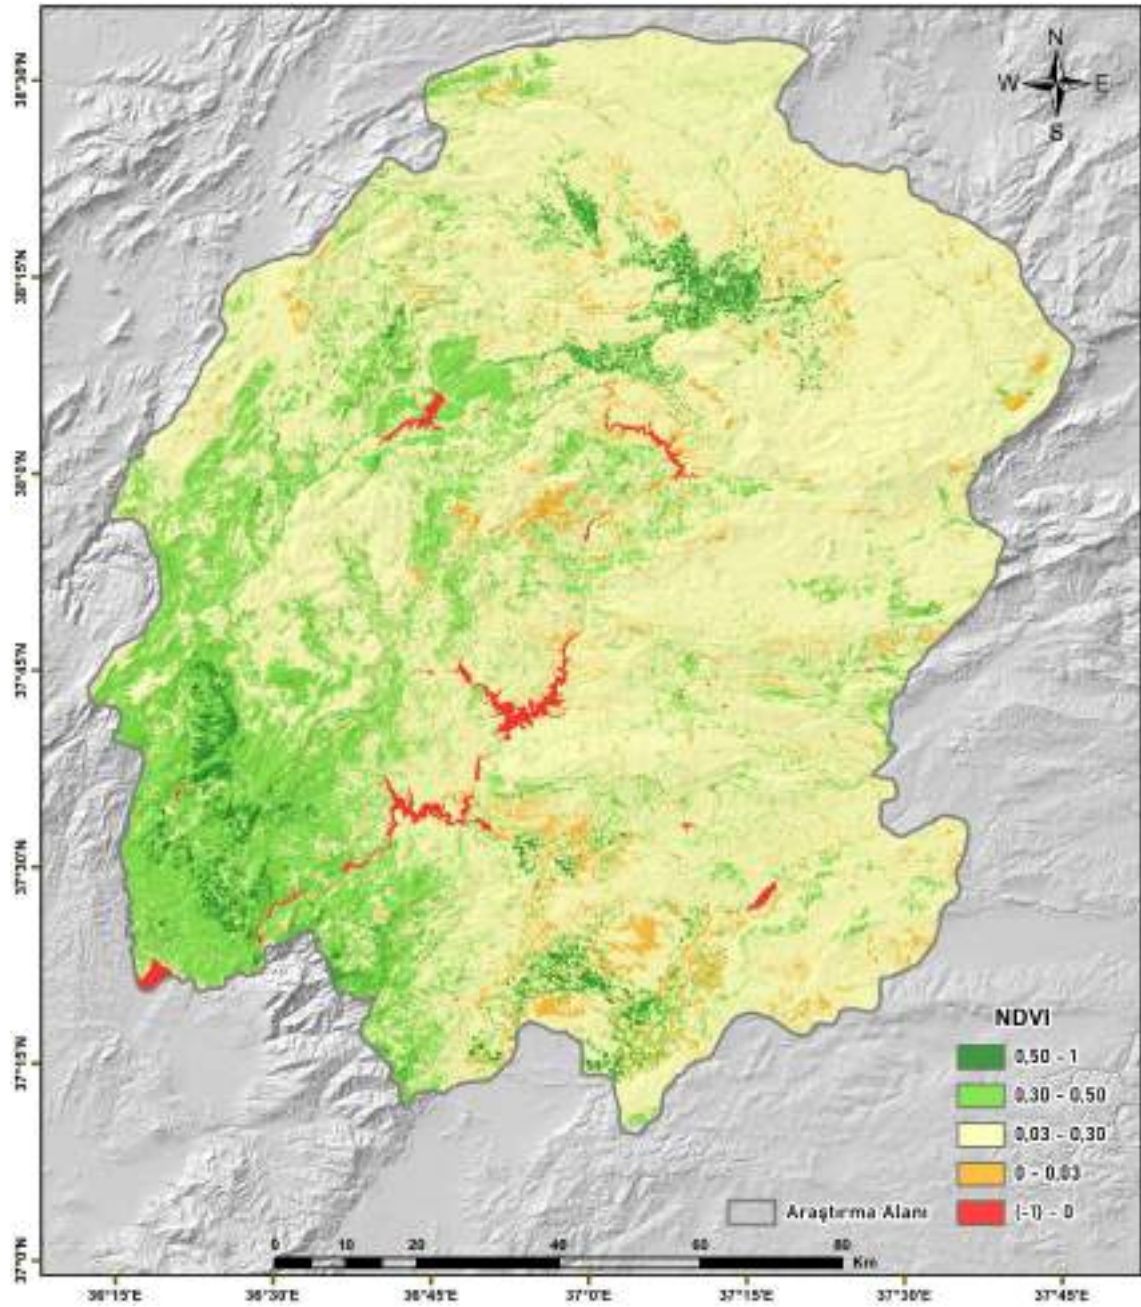 N
W E
S
38°30'N
38°15'N
38°0'N
37°45'N
37°30'N
37°15'N
37°0'N
NDVI
0,50 - 1
0,30 - 0,50
0,03 - 0,30
0 - 0,03
(-1) - 0
Araştırma Alanı
0 10 20 40 60 80
Km
36°15'E 36°30'E 36°45'E 37°0'E 37°15'E 37°30'E 37°45'E